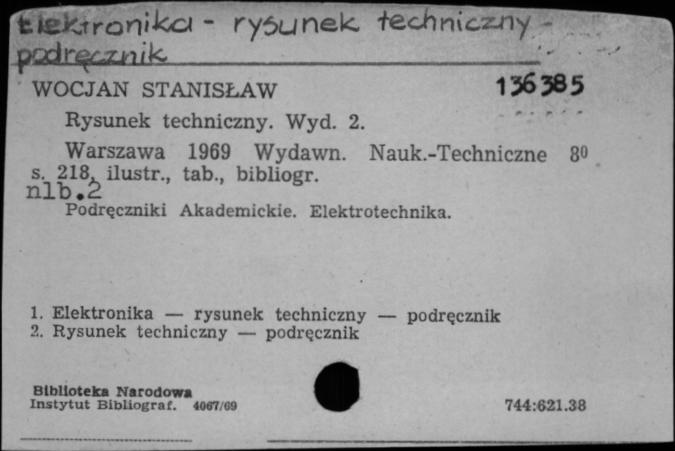 Elektronika - rysunek techniczny -
podręcznik
WOCJAN STANISŁAW 136385
Rysunek techniczny. Wyd. 2.
Warszawa 1969 Wydawn. Nauk.-Techniczne 8⁰
s. 218, ilustr., tab., bibliogr.
nlb.2
Podręczniki Akademickie. Elektrotechnika.
1. Elektronika — rysunek techniczny — podręcznik
2. Rysunek techniczny — podręcznik
Biblioteka Narodowa
Instytut Bibliograf. 4067/69 744:621.38